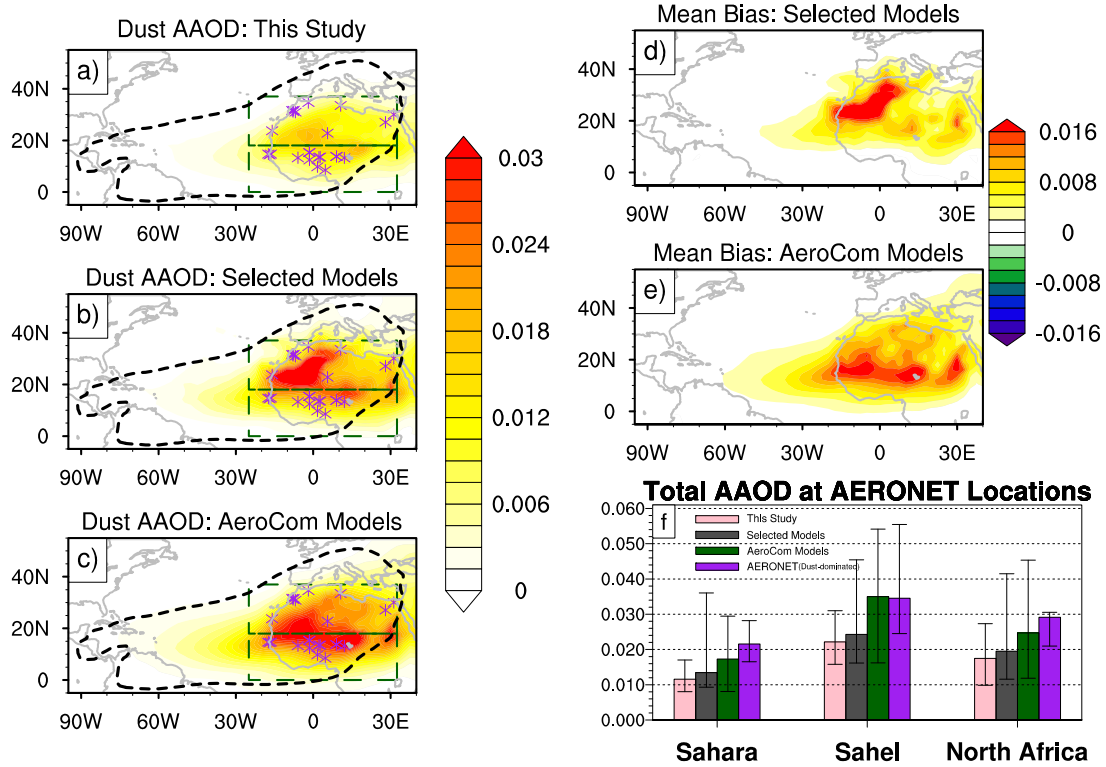 Dust AAOD: This Study
a)
40N
20N
0
90W 60W 30W 0 30E
Dust AAOD: Selected Models
b)
40N
20N
0
90W 60W 30W 0 30E
Dust AAOD: AeroCom Models
c)
40N
20N
0
90W 60W 30W 0 30E
0.03
0.024
0.018
0.012
0.006
0
Mean Bias: Selected Models
d)
40N
20N
0
90W 60W 30W 0 30E
Mean Bias: AeroCom Models
e)
40N
20N
0
90W 60W 30W 0 30E
0.016
0.008
0
-0.008
-0.016
Total AAOD at AERONET Locations
f
0.060
0.050
0.040
0.030
0.020
0.010
0.000
This Study
Selected Models
AeroCom Models
AERONET(Dust-dominated)
Sahara Sahel North Africa